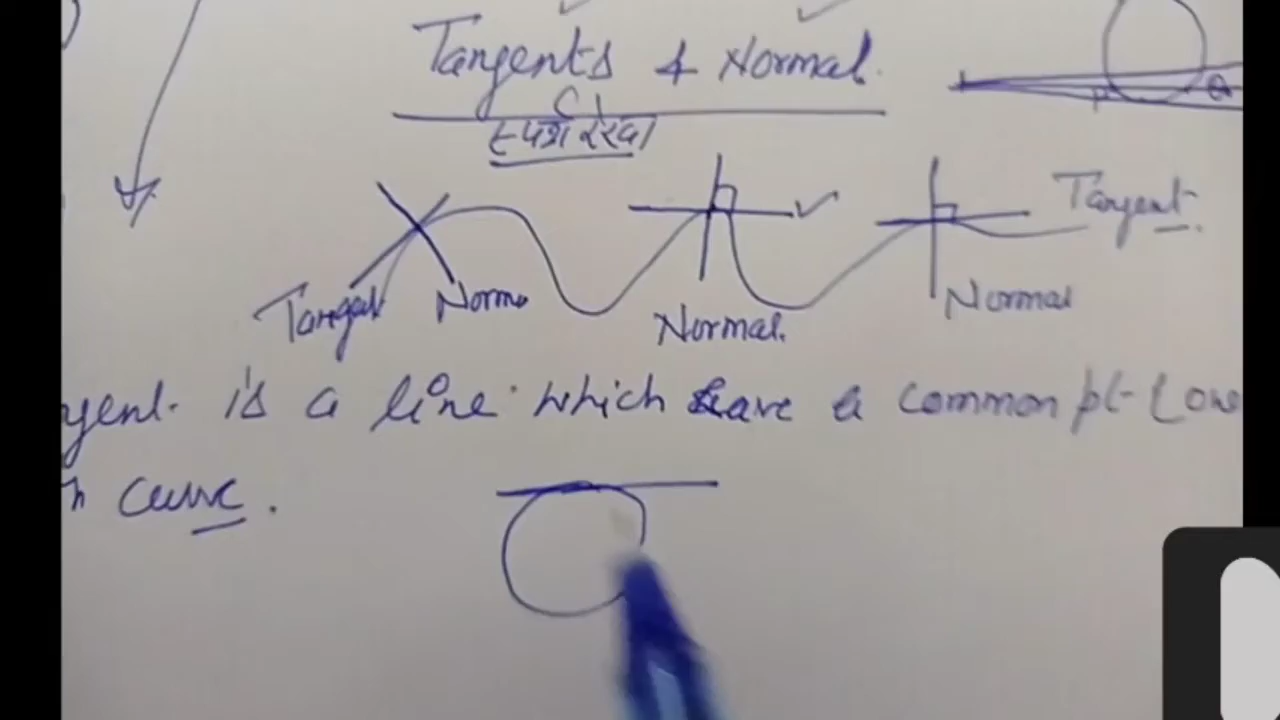 Tangents & Normal.
स्पर्श रेखा
P Q
Tangent
Tangent Norma
Normal.
Normal
gent is a line which have a common pt Low
n curve.